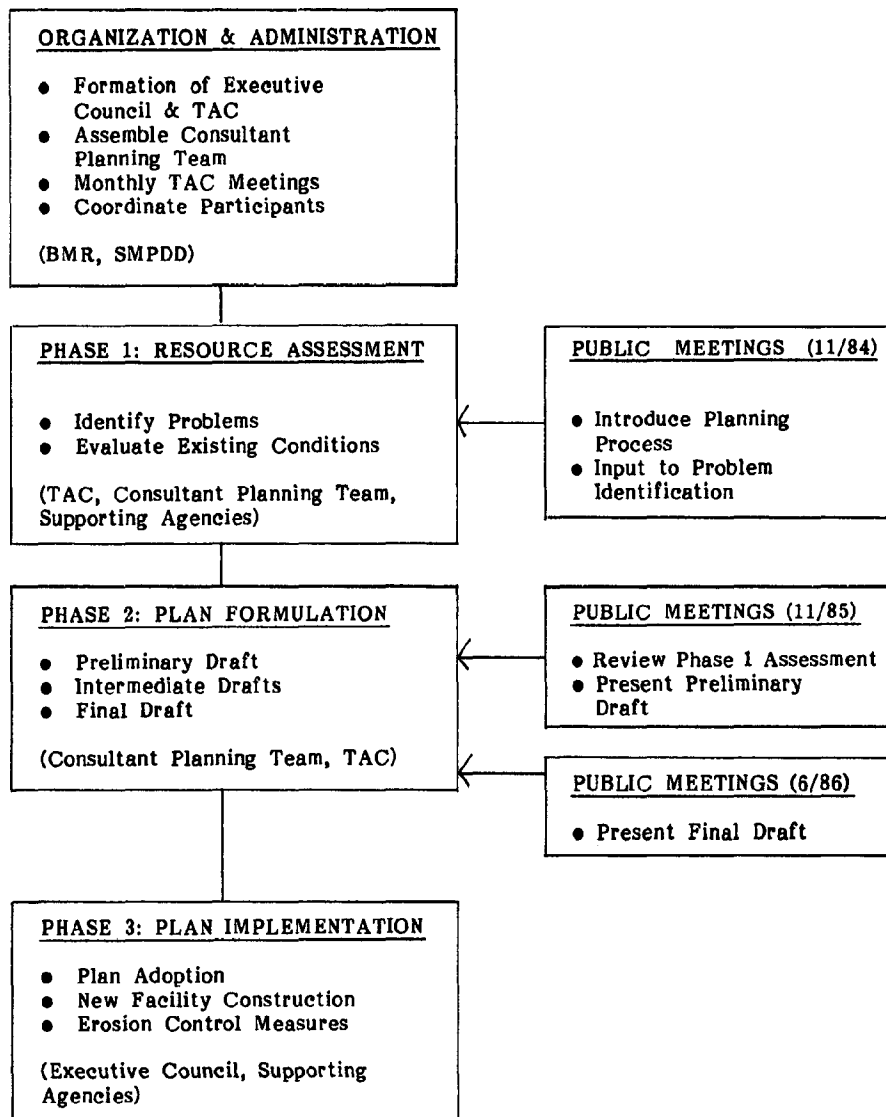 ORGANIZATION & ADMINISTRATION
● Formation of Executive
Council & TAC
● Assemble Consultant
Planning Team
● Monthly TAC Meetings
● Coordinate Participants
(BMR, SMPDD)
PHASE 1: RESOURCE ASSESSMENT
● Identify Problems
● Evaluate Existing Conditions
(TAC, Consultant Planning Team,
Supporting Agencies)
PUBLIC MEETINGS (11/84)
● Introduce Planning
Process
● Input to Problem
Identification
PHASE 2: PLAN FORMULATION
● Preliminary Draft
● Intermediate Drafts
● Final Draft
(Consultant Planning Team, TAC)
PUBLIC MEETINGS (11/85)
● Review Phase 1 Assessment
● Present Preliminary
Draft
PUBLIC MEETINGS (6/86)
● Present Final Draft
PHASE 3: PLAN IMPLEMENTATION
● Plan Adoption
● New Facility Construction
● Erosion Control Measures
(Executive Council, Supporting
Agencies)